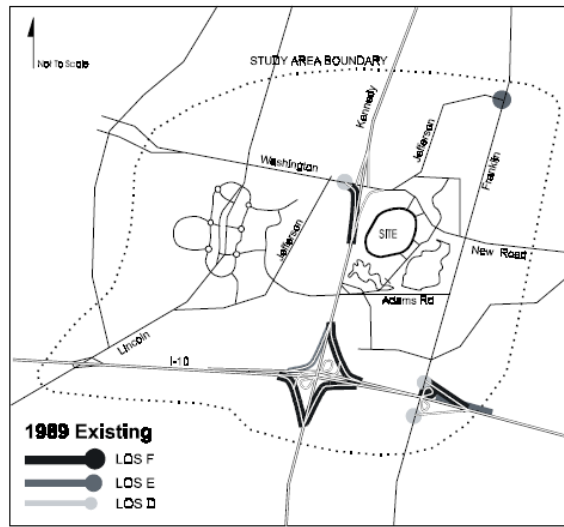 Not To Scale
STUDY AREA BOUNDARY
Kennedy
Jefferson
Franklin
Washington
SITE
Jefferson
New Road
Adams Rd
Lincoln
I-10
1989 Existing
LOS F
LOS E
LOS D